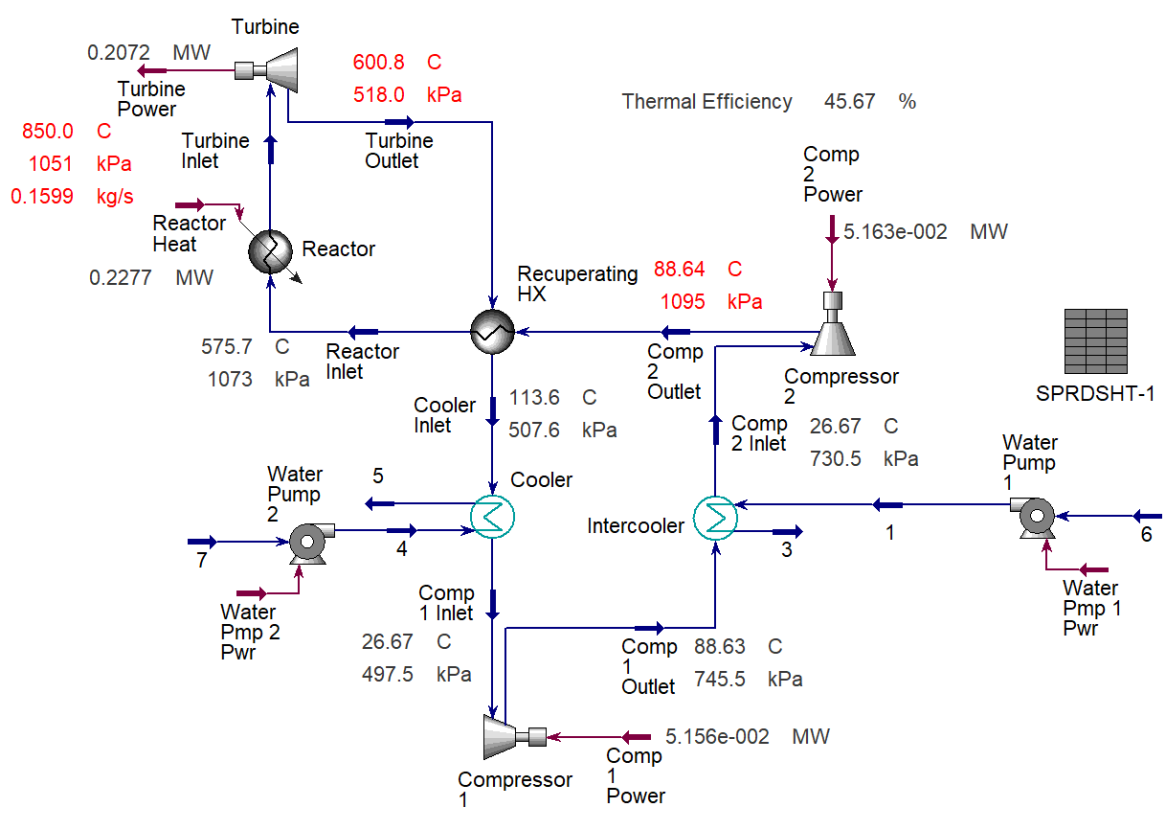 Turbine
0.2072 MW
Turbine
Power
600.8 C
518.0 kPa
Thermal Efficiency 45.67 %
850.0 C
1051 kPa
0.1599 kg/s
Turbine
Inlet
Turbine
Outlet
Comp
2
Power
5.163e-002 MW
Reactor
Heat
Reactor
0.2277 MW
Recuperating
HX
88.64 C
1095 kPa
575.7 C
1073 kPa
Reactor
Inlet
Comp
2
Outlet
Compressor
2
SPRDSHT-1
Cooler
Inlet
113.6 C
507.6 kPa
Comp
2 Inlet
26.67 C
730.5 kPa
Water
Pump
1
Water
Pump
2
5
Cooler
Intercooler
7
4
3
1
6
Water
Pmp 2
Pwr
Comp
1 Inlet
26.67 C
497.5 kPa
Comp
1
Outlet
88.63 C
745.5 kPa
Water
Pmp 1
Pwr
5.156e-002 MW
Comp
1
Power
Compressor
1